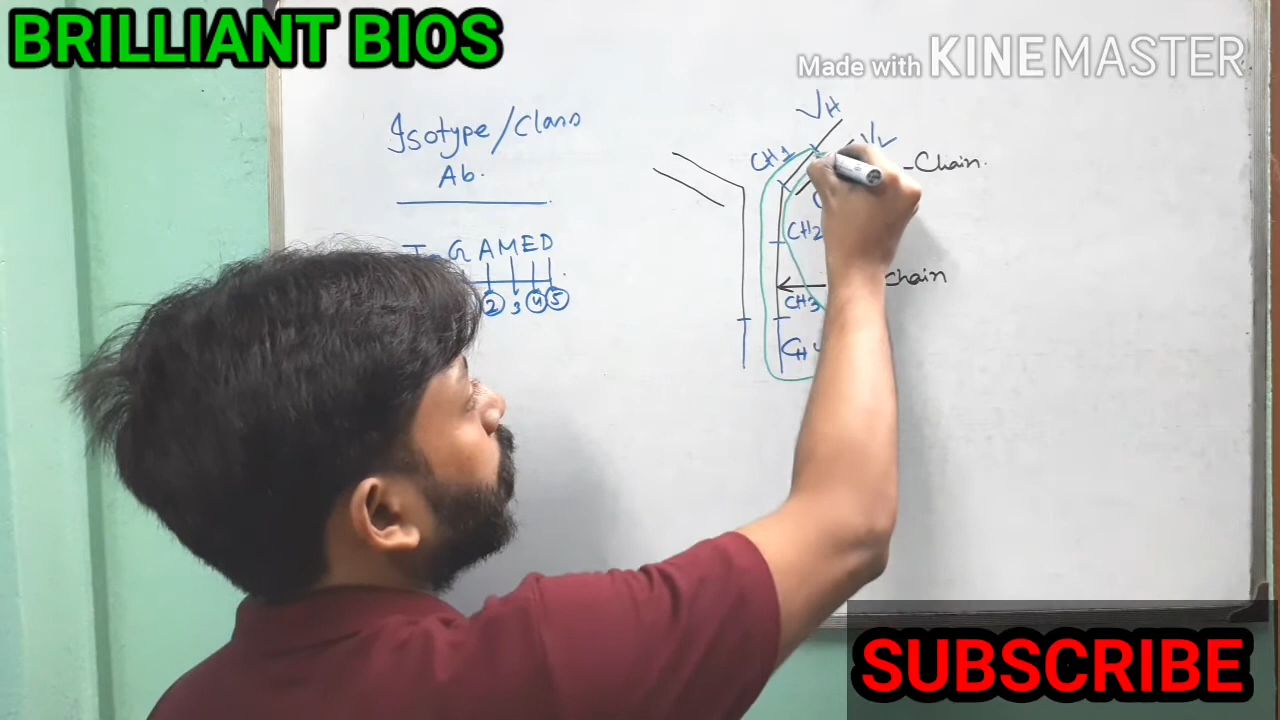 BRILLIANT BIOS
Made with KINEMASTER
Isotype/Class
Ab.
G A M E D
2 3 4 5
VH
VL
CH1
Chain.
CH2
Chain
CH3
CH4
SUBSCRIBE